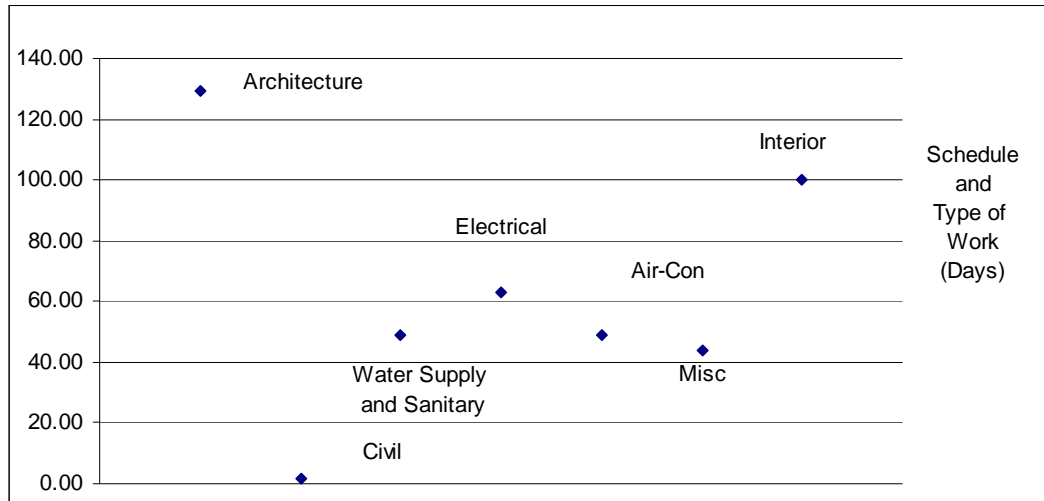 140.00
120.00
100.00
80.00
60.00
40.00
20.00
0.00
Architecture
Interior
Electrical
Air-Con
Water Supply
and Sanitary
Misc
Civil
Schedule
and
Type of
Work
(Days)